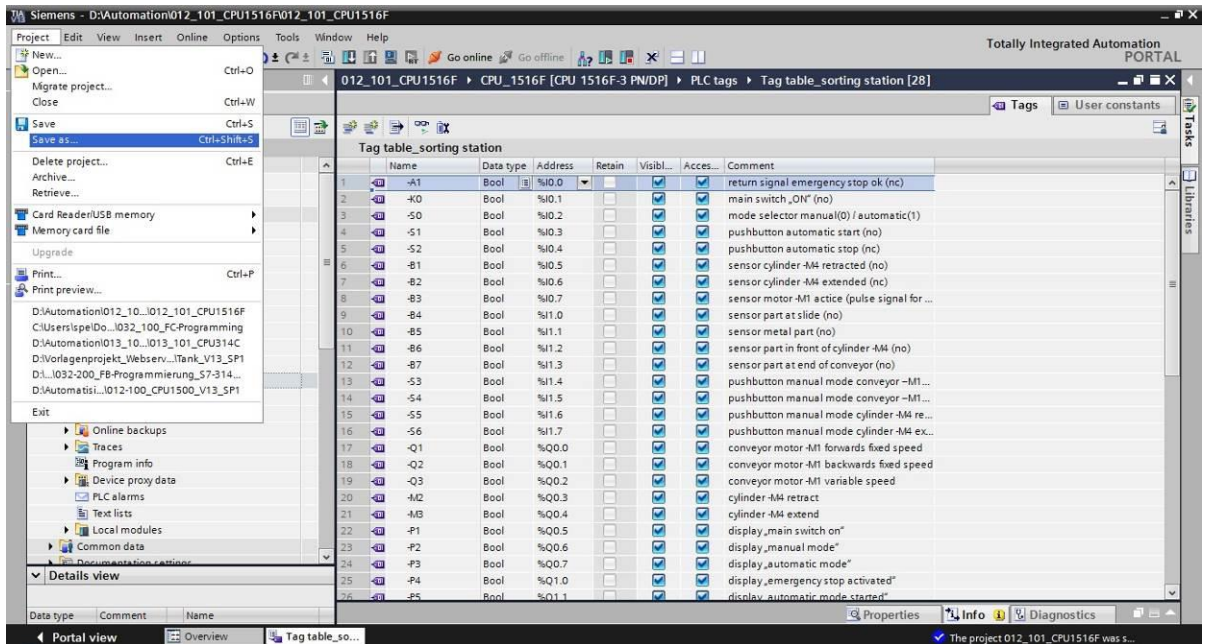 Siemens - D:\Automation\012_101_CPU1516F\012_101_CPU1516F
Project Edit View Insert Online Options Tools Window Help
Totally Integrated Automation
PORTAL
New...
Open... Ctrl+O
Migrate project...
Close Ctrl+W
Save Ctrl+S
Save as... Ctrl+Shift+S
Delete project... Ctrl+E
Archive...
Retrieve...
Card Reader/USB memory
Memory card file
Upgrade
Print... Ctrl+P
Print preview...
D:\Automation\012_10...\012_101_CPU1516F
C:\Users\spe\Do...\032_100_FC-Programming
D:\Automation\013_10...\013_101_CPU314C
D:\Vorlagenprojekt_Webserv...\Tank_V13_SP1
D:\...\032-200_FB-Programmierung_S7-314...
D:\Automatisi...\012-100_CPU1500_V13_SP1
Exit
Online backups
Traces
Program info
Device proxy data
PLC alarms
Text lists
Local modules
Common data
Documentation settings
Details view
Data type Comment Name
Go online Go offline
012_101_CPU1516F CPU_1516F [CPU 1516F-3 PN/DP] PLC tags Tag table_sorting station [28]
Tags User constants
Tag table_sorting station
Name Data type Address Retain Visibl... Acces... Comment
1 -A1 Bool %I0.0 return signal emergency stop ok (nc)
2 -K0 Bool %I0.1 main switch „ON" (no)
3 -S0 Bool %I0.2 mode selector manual(0) / automatic(1)
4 -S1 Bool %I0.3 pushbutton automatic start (no)
5 -S2 Bool %I0.4 pushbutton automatic stop (nc)
6 -B1 Bool %I0.5 sensor cylinder -M4 retracted (no)
7 -B2 Bool %I0.6 sensor cylinder -M4 extended (nc)
8 -B3 Bool %I0.7 sensor motor -M1 actice (pulse signal for ...
9 -B4 Bool %I1.0 sensor part at slide (no)
10 -B5 Bool %I1.1 sensor metal part (no)
11 -B6 Bool %I1.2 sensor part in front of cylinder -M4 (no)
12 -B7 Bool %I1.3 sensor part at end of conveyor (no)
13 -S3 Bool %I1.4 pushbutton manual mode conveyor –M1...
14 -S4 Bool %I1.5 pushbutton manual mode conveyor –M1...
15 -S5 Bool %I1.6 pushbutton manual mode cylinder -M4 re...
16 -S6 Bool %I1.7 pushbutton manual mode cylinder -M4 ex...
17 -Q1 Bool %Q0.0 conveyor motor -M1 forwards fixed speed
18 -Q2 Bool %Q0.1 conveyor motor -M1 backwards fixed speed
19 -Q3 Bool %Q0.2 conveyor motor -M1 variable speed
20 -M2 Bool %Q0.3 cylinder -M4 retract
21 -M3 Bool %Q0.4 cylinder -M4 extend
22 -P1 Bool %Q0.5 display „main switch on"
23 -P2 Bool %Q0.6 display „manual mode"
24 -P3 Bool %Q0.7 display „automatic mode"
25 -P4 Bool %Q1.0 display „emergency stop activated"
26 -P5 Bool %Q1.1 display „automatic mode started"
Tasks
Libraries
Properties Info Diagnostics
Portal view Overview Tag table_so... The project 012_101_CPU1516F was s...